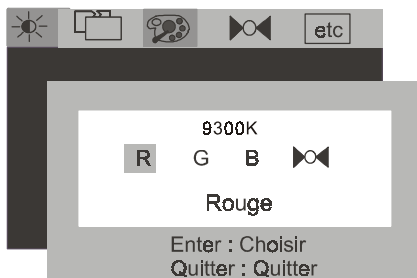 etc
9300K
R G B
Rouge
Enter : Choisir
Quitter : Quitter